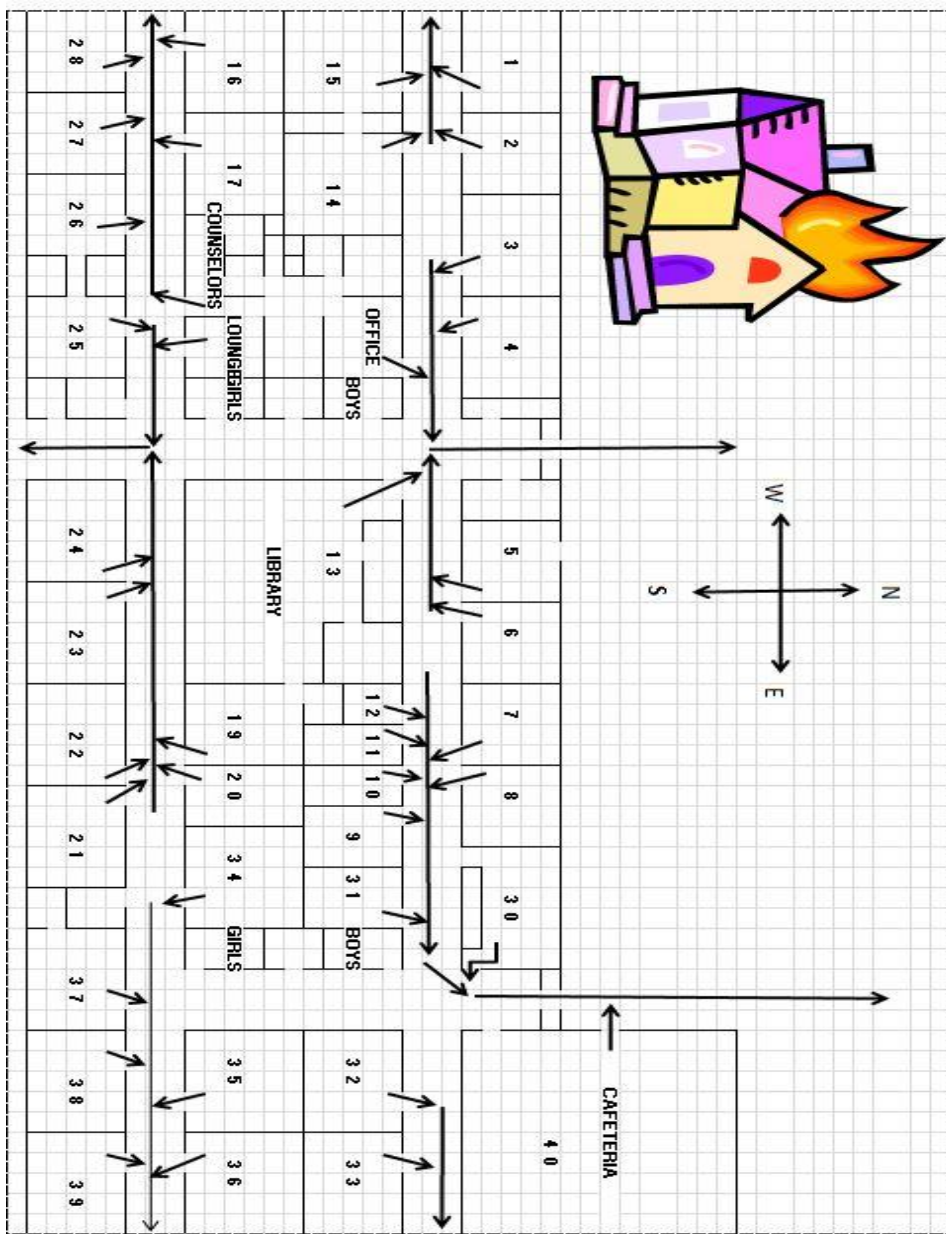 N
W E
S
CAFETERIA
40
1 2 3 4 5 6 7 8 30
OFFICE 12 11 10
BOYS 9 31 BOYS 32 33
15 14 13
LIBRARY
16 17 LOUNGE GIRLS 19 20 34 GIRLS 35 36
COUNSELORS
28 27 26 25 24 23 22 21 37 38 39